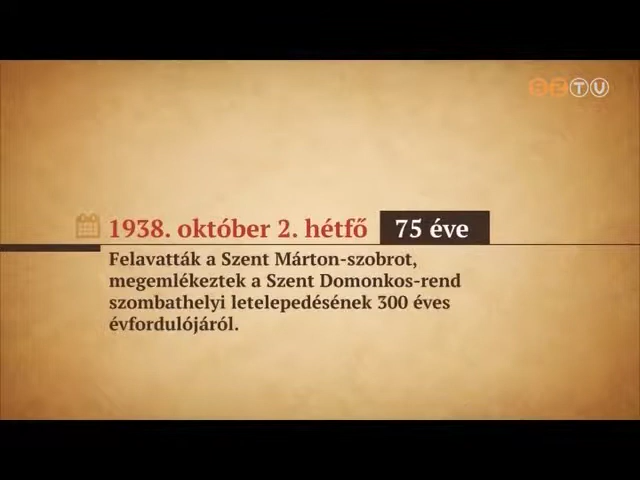 SZTV
1938. október 2. hétfő 75 éve
Felavatták a Szent Márton-szobrot,
megemlékeztek a Szent Domonkos-rend
szombathelyi letelepedésének 300 éves
évfordulójáról.